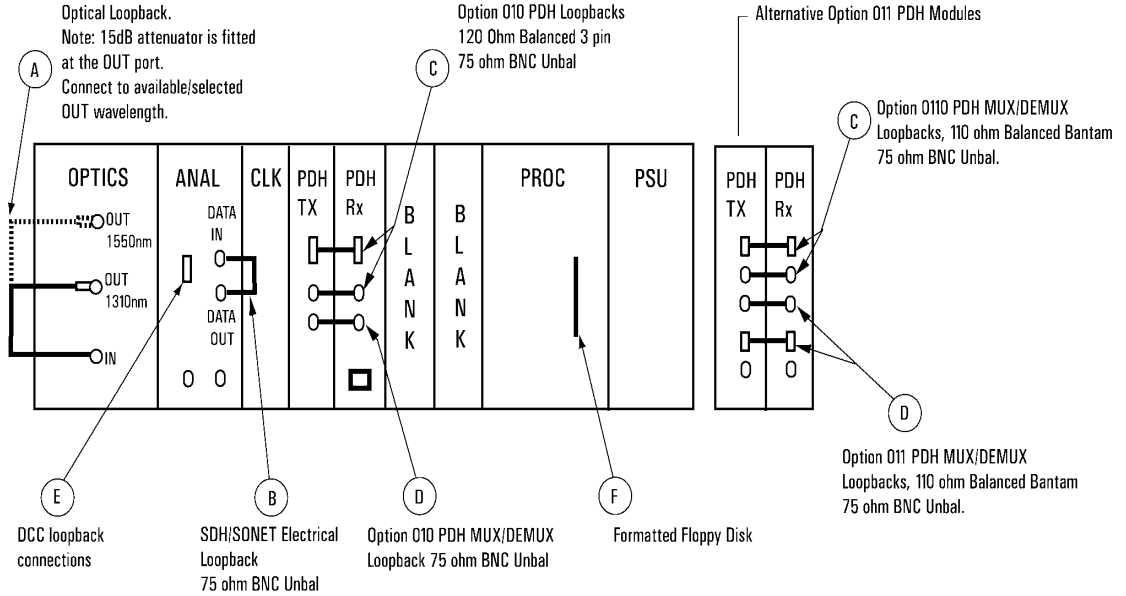 Optical Loopback.
Note: 15dB attenuator is fitted
at the OUT port.
Connect to available/selected
OUT wavelength.
A
Option 010 PDH Loopbacks
120 Ohm Balanced 3 pin
75 ohm BNC Unbal
C
Alternative Option 011 PDH Modules
C
Option 0110 PDH MUX/DEMUX
Loopbacks, 110 ohm Balanced Bantam
75 ohm BNC Unbal.
OPTICS
OUT
1550nm
OUT
1310nm
IN
ANAL
DATA
IN
DATA
OUT
CLK
PDH
TX
PDH
Rx
BLANK
BLANK
PROC
PSU
PDH
TX
PDH
Rx
D
Option 011 PDH MUX/DEMUX
Loopbacks, 110 ohm Balanced Bantam
75 ohm BNC Unbal.
E
DCC loopback
connections
B
SDH/SONET Electrical
Loopback
75 ohm BNC Unbal
D
Option 010 PDH MUX/DEMUX
Loopback 75 ohm BNC Unbal
F
Formatted Floppy Disk